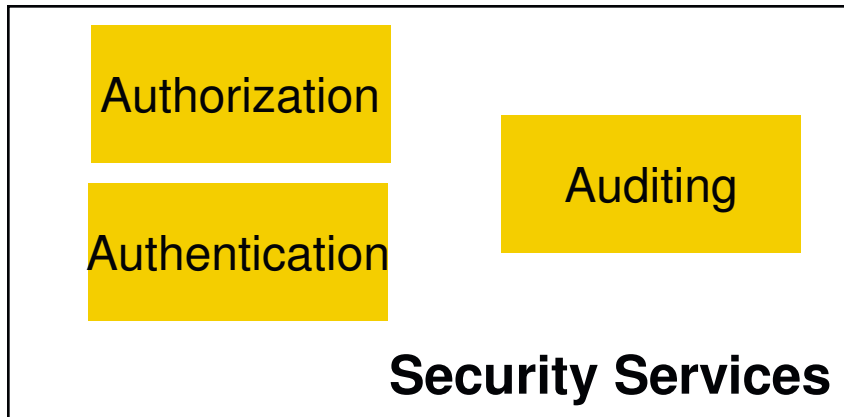 Authorization
Authentication
Auditing
Security Services